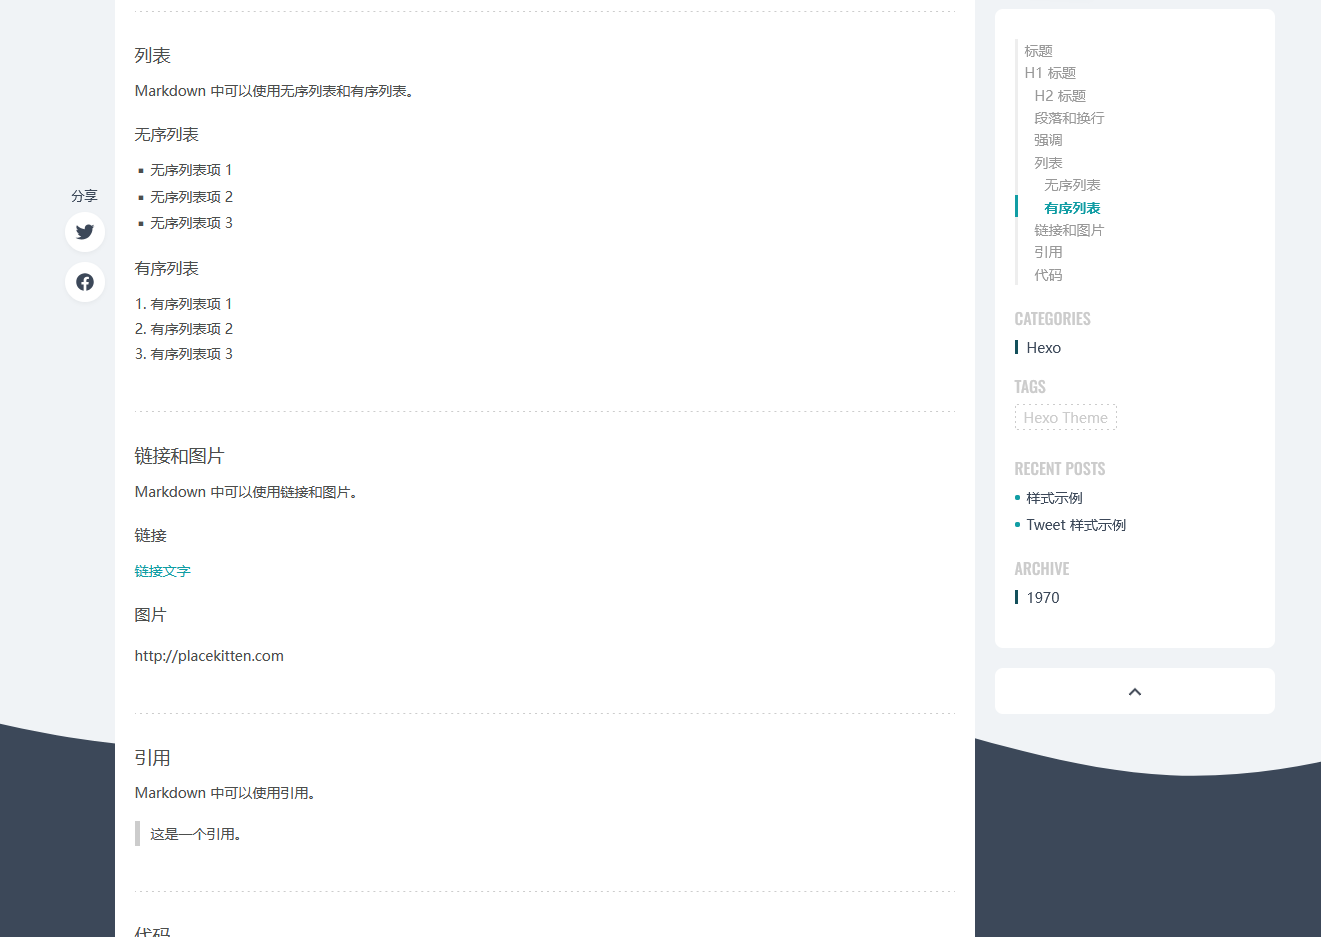 列表
Markdown 中可以使用无序列表和有序列表。
无序列表
▪ 无序列表项 1
▪ 无序列表项 2
▪ 无序列表项 3
有序列表
1. 有序列表项 1
2. 有序列表项 2
3. 有序列表项 3
链接和图片
Markdown 中可以使用链接和图片。
链接
链接文字
图片
http://placekitten.com
引用
Markdown 中可以使用引用。
这是一个引用。
代码
分享
标题
H1 标题
H2 标题
段落和换行
强调
列表
无序列表
有序列表
链接和图片
引用
代码
CATEGORIES
Hexo
TAGS
Hexo Theme
RECENT POSTS
样式示例
Tweet 样式示例
ARCHIVE
1970